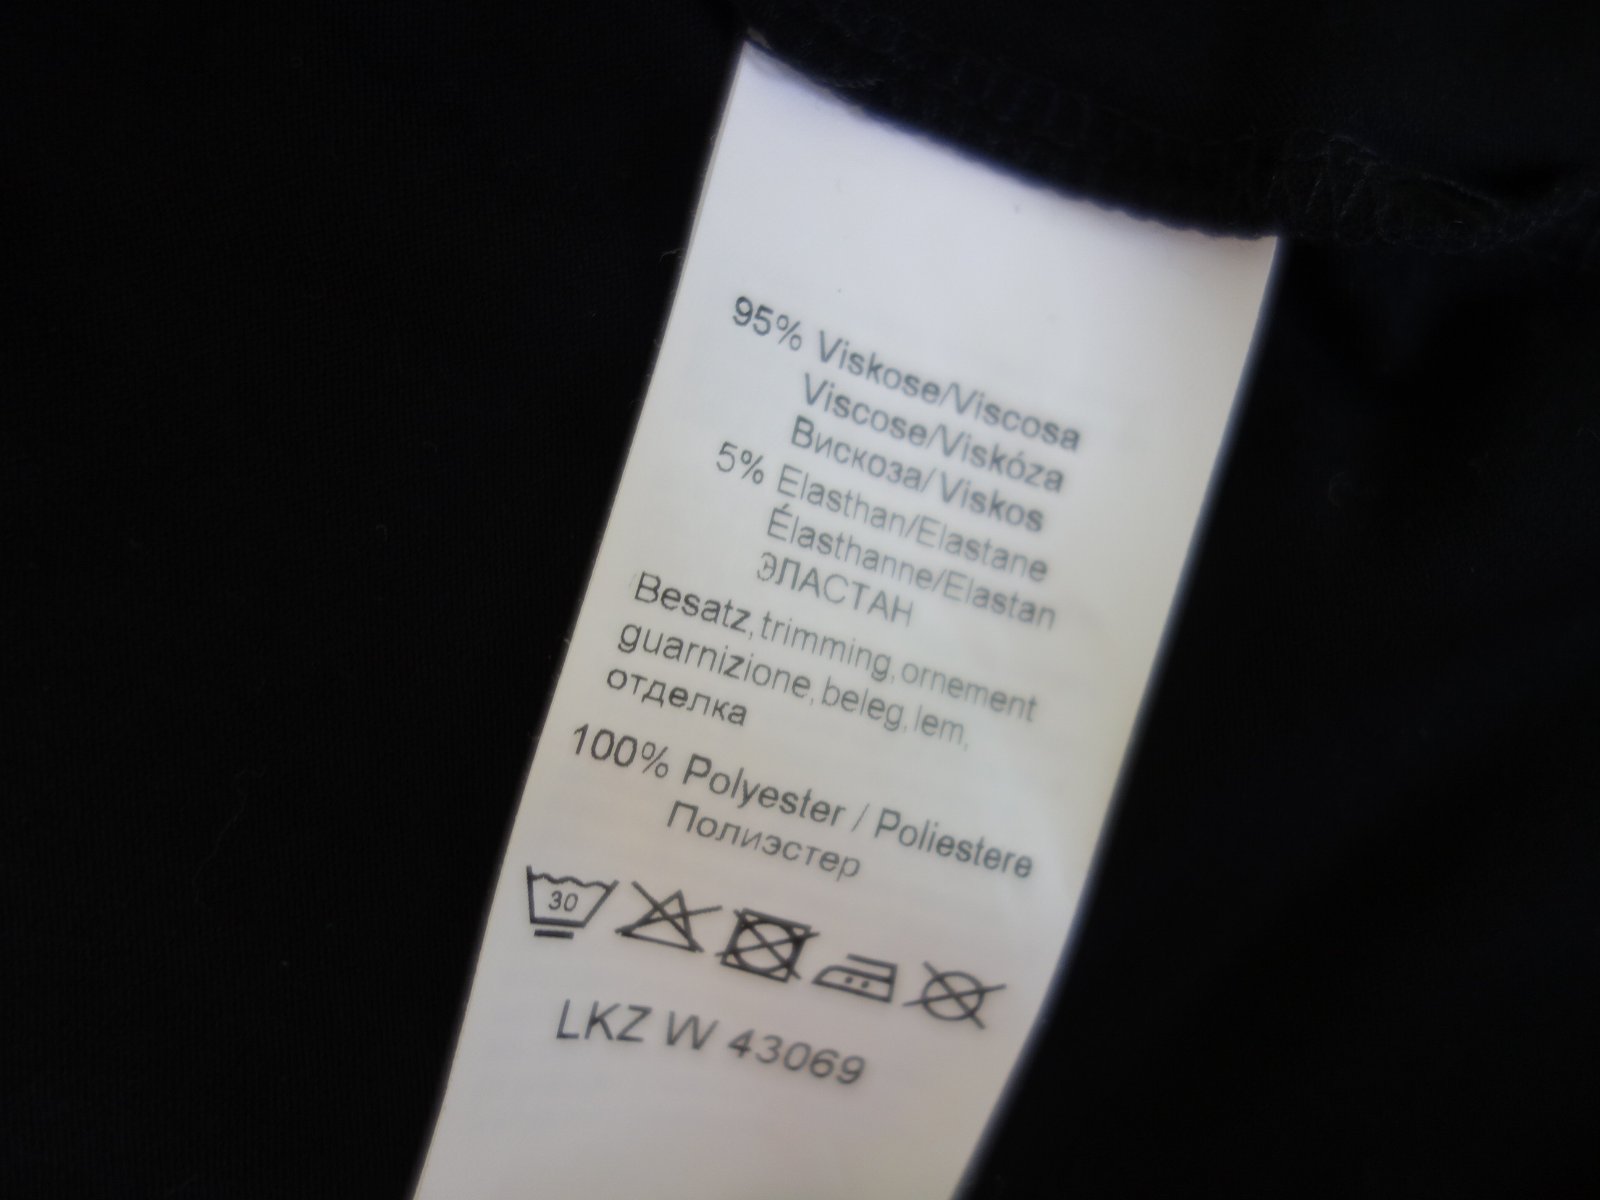 95% Viskose/Viscosa
Viscose/Viskóza
Вискоза/Viskos
5% Elasthan/Elastane
Élasthanne/Elastan
ЭЛАСТАН
Besatz, trimming, ornement
guarnizione, beleg, lem,
отделка
100% Polyester / Poliestere
Полиэстер
30
LKZ W 43069